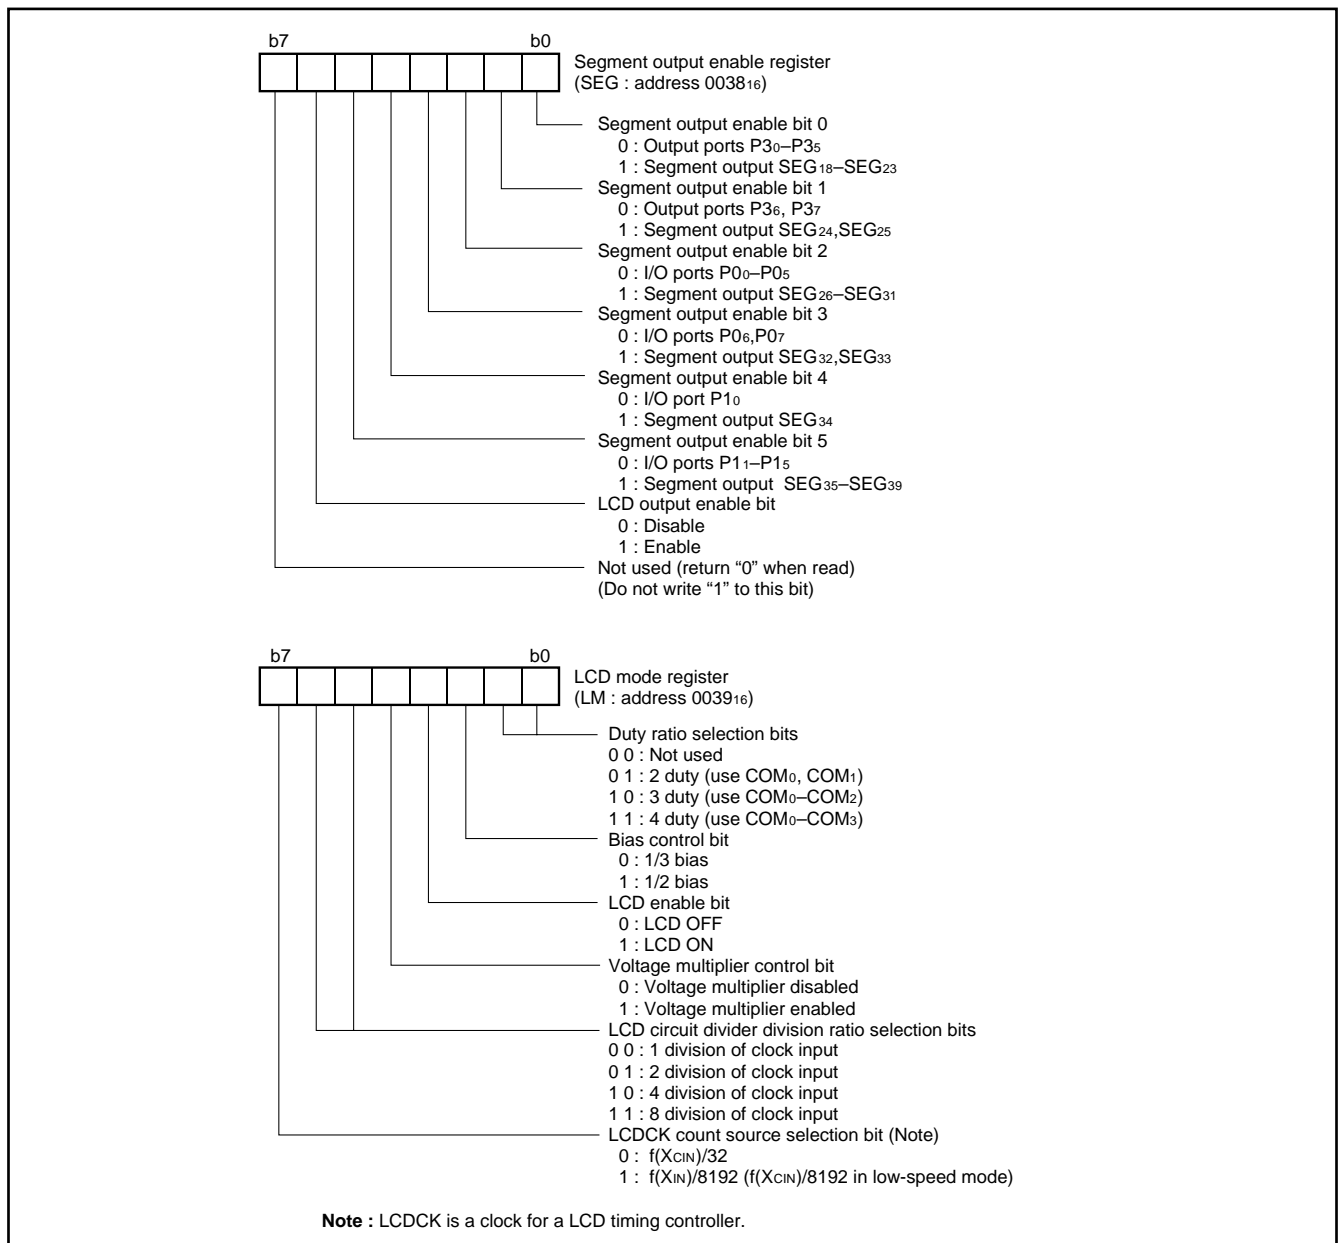 b7 b0
Segment output enable register
(SEG : address 003816)
Segment output enable bit 0
0 : Output ports P30–P35
1 : Segment output SEG18–SEG23
Segment output enable bit 1
0 : Output ports P36, P37
1 : Segment output SEG24,SEG25
Segment output enable bit 2
0 : I/O ports P00–P05
1 : Segment output SEG26–SEG31
Segment output enable bit 3
0 : I/O ports P06,P07
1 : Segment output SEG32,SEG33
Segment output enable bit 4
0 : I/O port P10
1 : Segment output SEG34
Segment output enable bit 5
0 : I/O ports P11–P15
1 : Segment output SEG35–SEG39
LCD output enable bit
0 : Disable
1 : Enable
Not used (return “0” when read)
(Do not write “1” to this bit)
b7 b0
LCD mode register
(LM : address 003916)
Duty ratio selection bits
0 0 : Not used
0 1 : 2 duty (use COM0, COM1)
1 0 : 3 duty (use COM0–COM2)
1 1 : 4 duty (use COM0–COM3)
Bias control bit
0 : 1/3 bias
1 : 1/2 bias
LCD enable bit
0 : LCD OFF
1 : LCD ON
Voltage multiplier control bit
0 : Voltage multiplier disabled
1 : Voltage multiplier enabled
LCD circuit divider division ratio selection bits
0 0 : 1 division of clock input
0 1 : 2 division of clock input
1 0 : 4 division of clock input
1 1 : 8 division of clock input
LCDCK count source selection bit (Note)
0 : f(XCIN)/32
1 : f(XIN)/8192 (f(XCIN)/8192 in low-speed mode)
Note : LCDCK is a clock for a LCD timing controller.